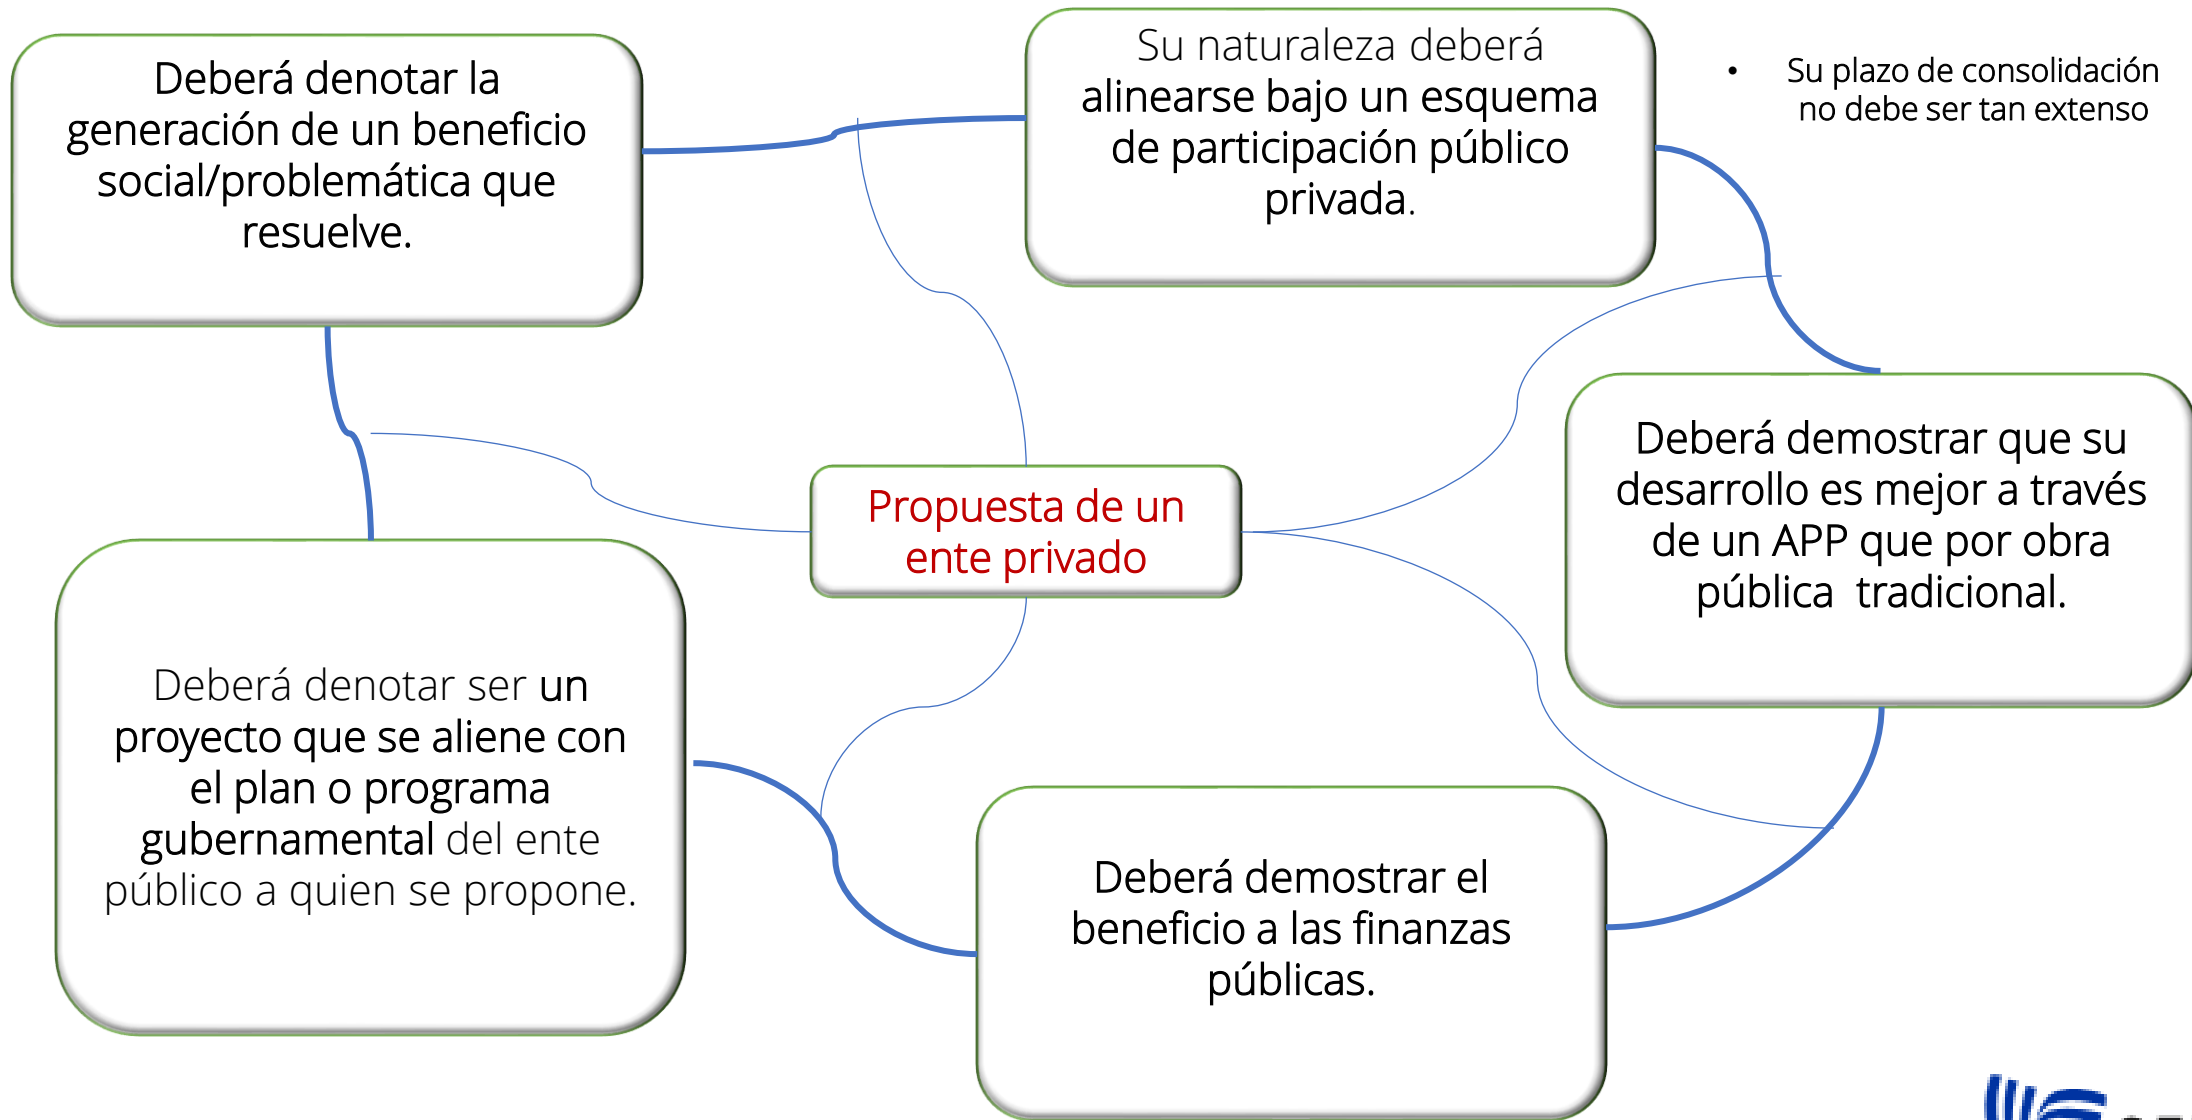 Deberá denotar la
generación de un beneficio
social/problemática que
resuelve.
Su naturaleza deberá
alinearse bajo un esquema
de participación público
privada.
• Su plazo de consolidación
no debe ser tan extenso
Deberá demostrar que su
desarrollo es mejor a través
de un APP que por obra
pública tradicional.
Propuesta de un
ente privado
Deberá denotar ser un
proyecto que se aliene con
el plan o programa
gubernamental del ente
público a quien se propone.
Deberá demostrar el
beneficio a las finanzas
públicas.